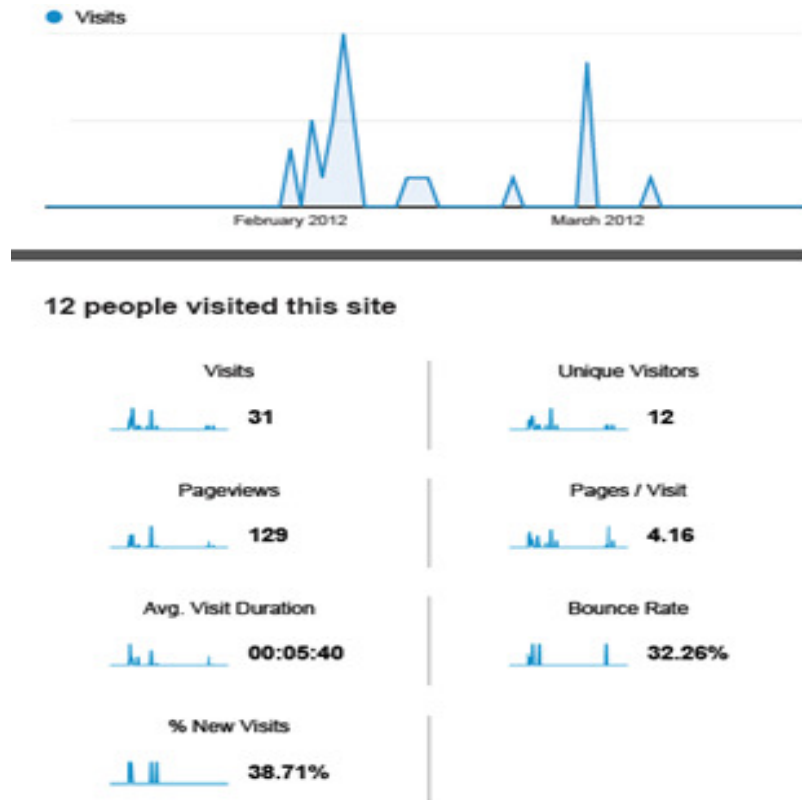 Visits
February 2012 March 2012
12 people visited this site
Visits Unique Visitors
31 12
Pageviews Pages / Visit
129 4.16
Avg. Visit Duration Bounce Rate
00:05:40 32.26%
% New Visits
38.71%